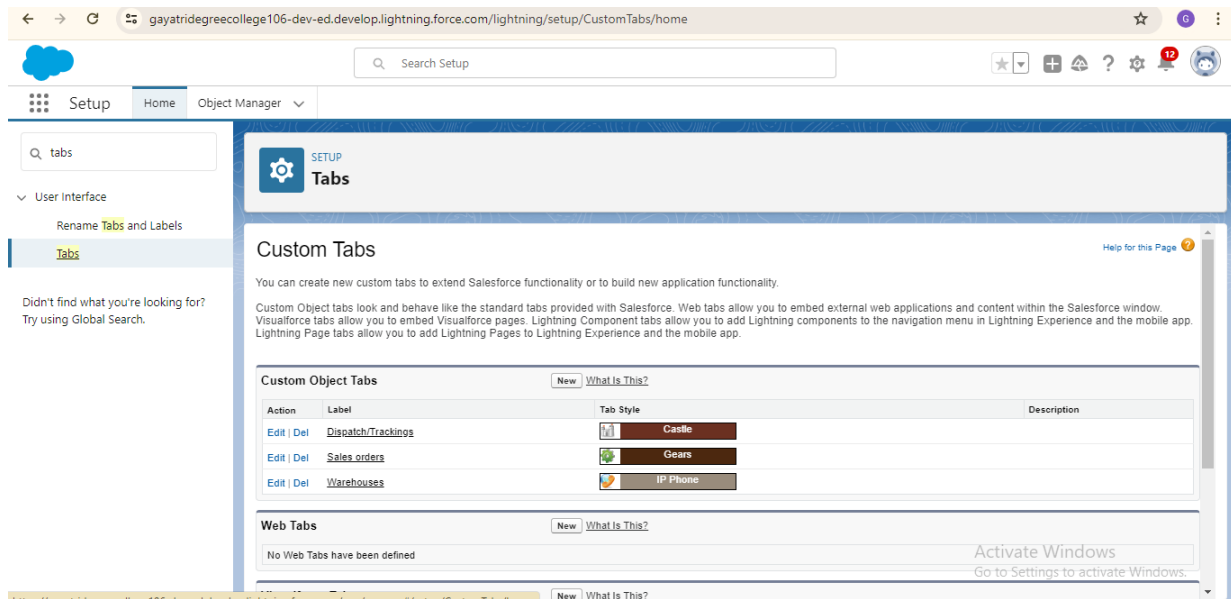 gayatridegreecollege106-dev-ed.develop.lightning.force.com/lightning/setup/CustomTabs/home
G
Search Setup
12
Setup
Home
Object Manager
tabs
User Interface
Rename Tabs and Labels
Tabs
Didn't find what you're looking for?
Try using Global Search.
SETUP
Tabs
Custom Tabs
Help for this Page
You can create new custom tabs to extend Salesforce functionality or to build new application functionality.
Custom Object tabs look and behave like the standard tabs provided with Salesforce. Web tabs allow you to embed external web applications and content within the Salesforce window.
Visualforce tabs allow you to embed Visualforce pages. Lightning Component tabs allow you to add Lightning components to the navigation menu in Lightning Experience and the mobile app.
Lightning Page tabs allow you to add Lightning Pages to Lightning Experience and the mobile app.
Custom Object Tabs New What Is This?
Action Label Tab Style Description
Edit | Del Dispatch/Trackings Castle
Edit | Del Sales orders Gears
Edit | Del Warehouses IP Phone
Web Tabs New What Is This?
No Web Tabs have been defined
Activate Windows
Go to Settings to activate Windows.
New What Is This?